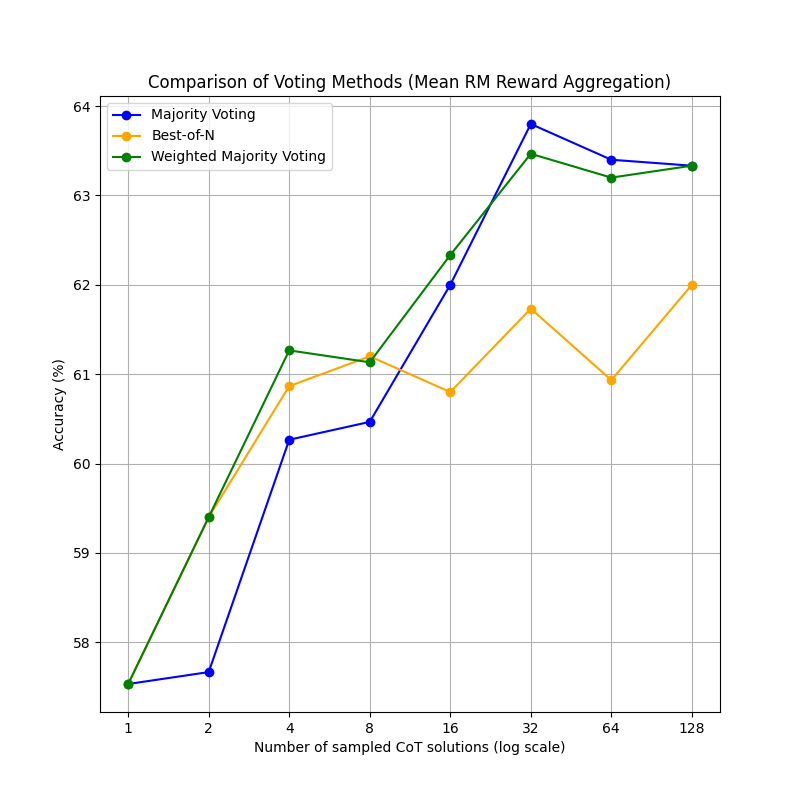 Comparison of Voting Methods (Mean RM Reward Aggregation)
Majority Voting
Best-of-N
Weighted Majority Voting
Accuracy (%)
64
63
62
61
60
59
58
1 2 4 8 16 32 64 128
Number of sampled CoT solutions (log scale)